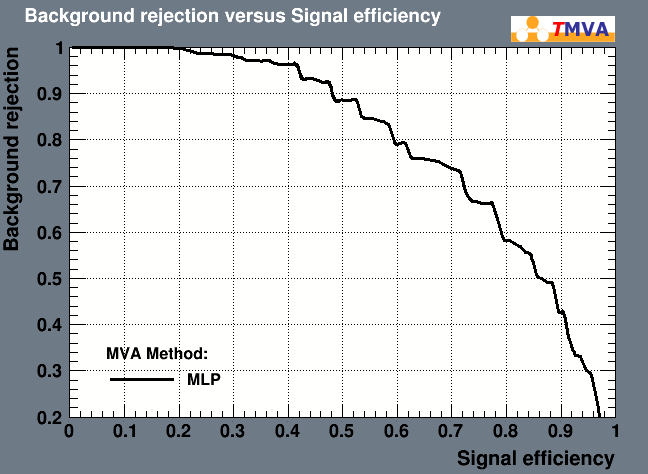 Background rejection versus Signal efficiency
TMVA
Background rejection
1
0.9
0.8
0.7
0.6
0.5
0.4
0.3
0.2
MVA Method:
MLP
0 0.1 0.2 0.3 0.4 0.5 0.6 0.7 0.8 0.9 1
Signal efficiency